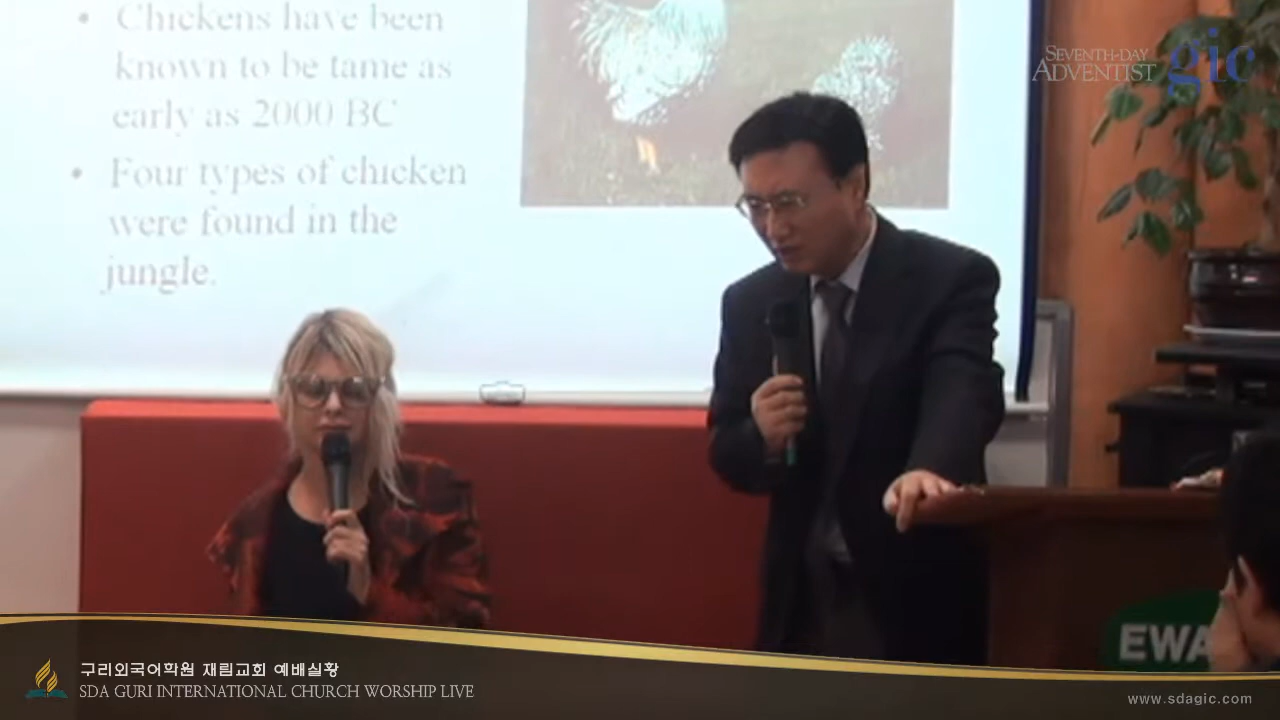 • Chickens have been
known to be tame as
early as 2000 BC
• Four types of chicken
were found in the
jungle.
SEVENTH-DAY
ADVENTIST
gic
EWA
구리외국어학원 재림교회 예배실황
SDA GURI INTERNATIONAL CHURCH WORSHIP LIVE
www.sdagic.com